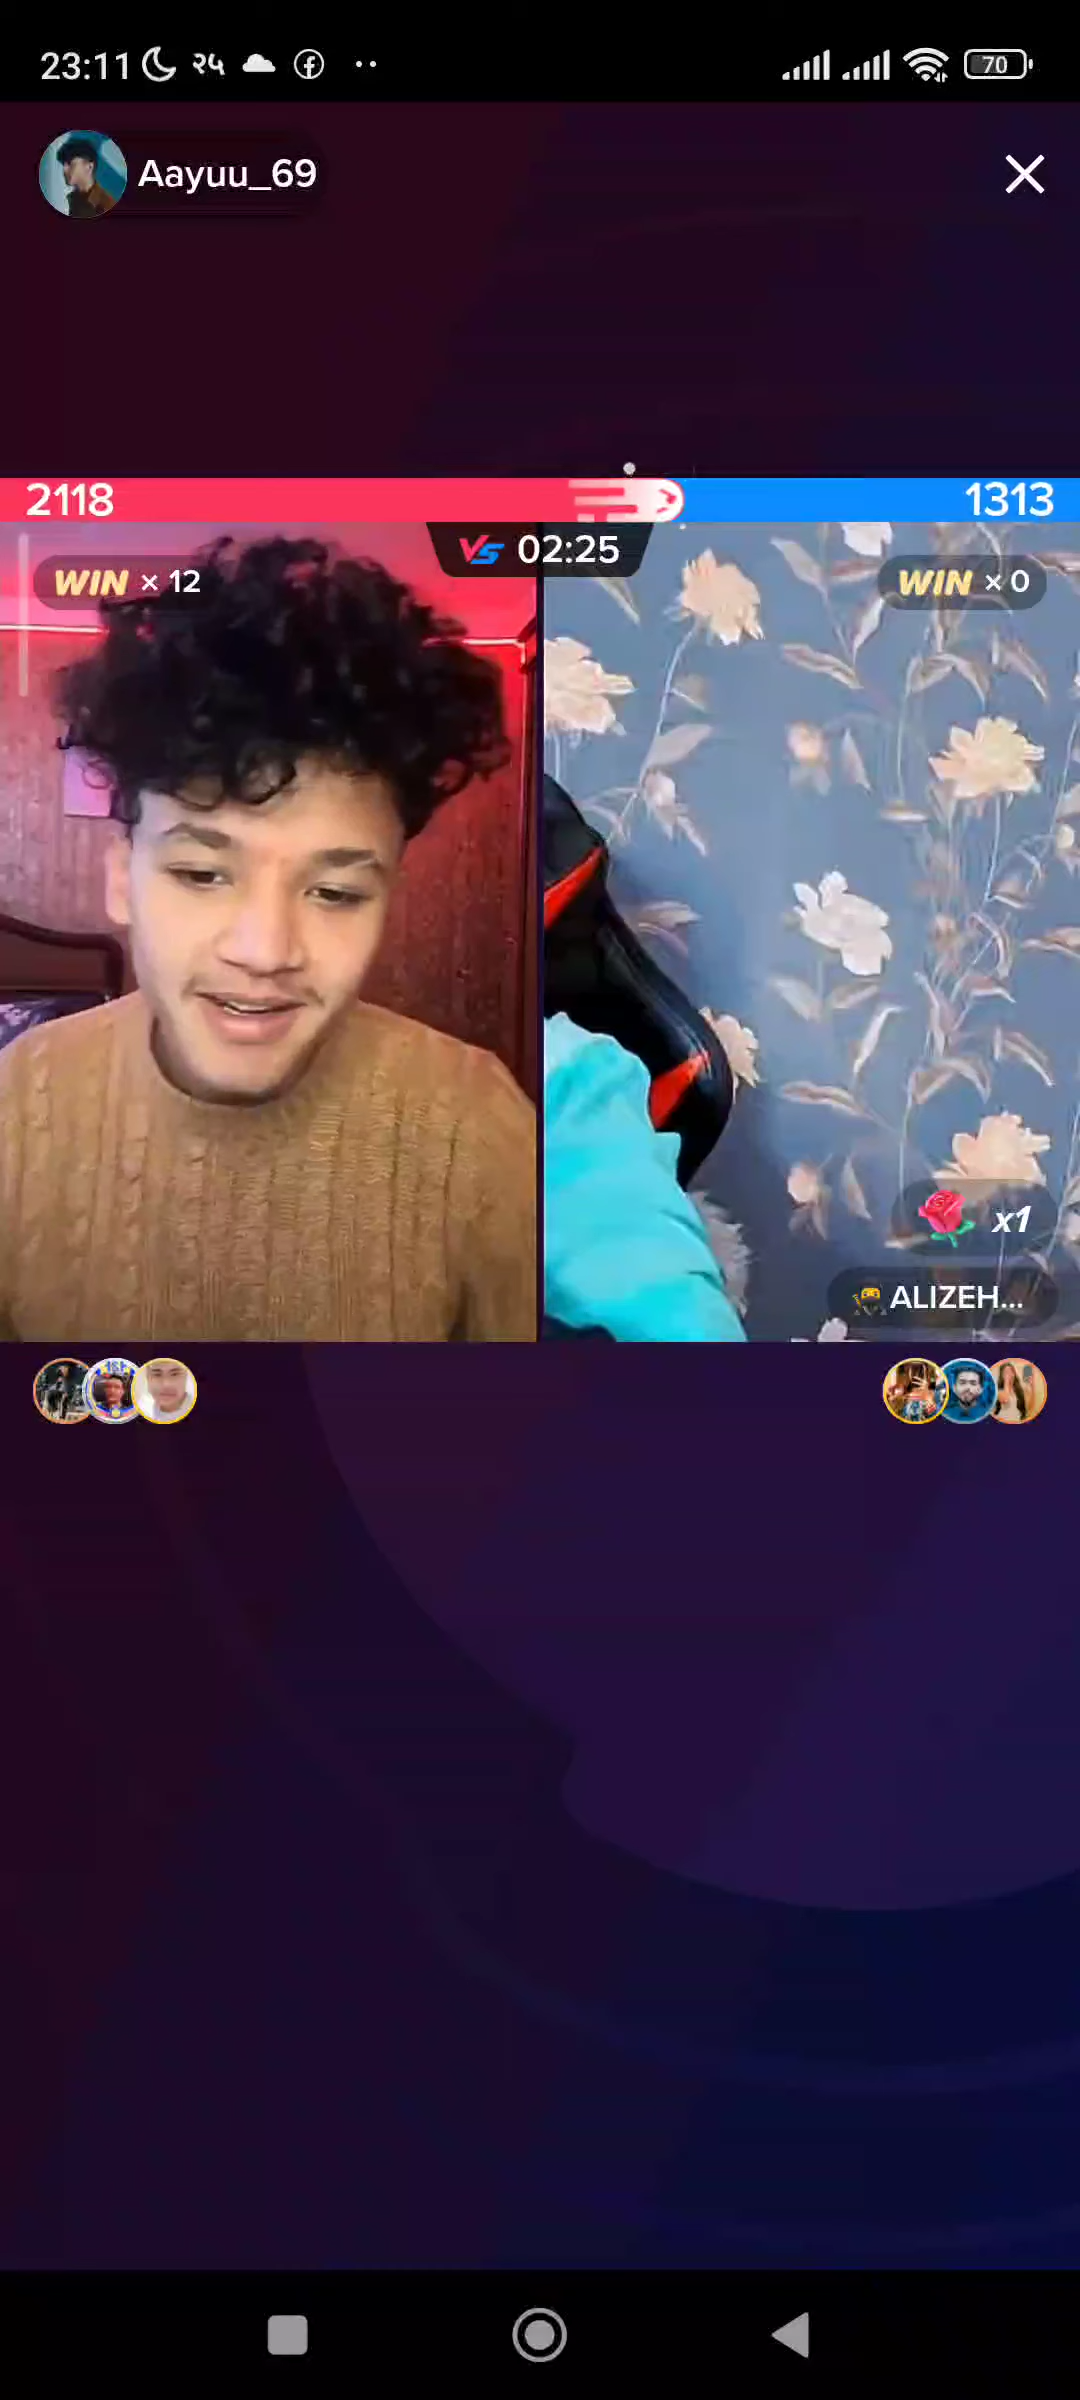 23:11 २५
70
Aayuu_69
2118
1313
VS 02:25
WIN × 12
WIN × 0
x1
ALIZEH...